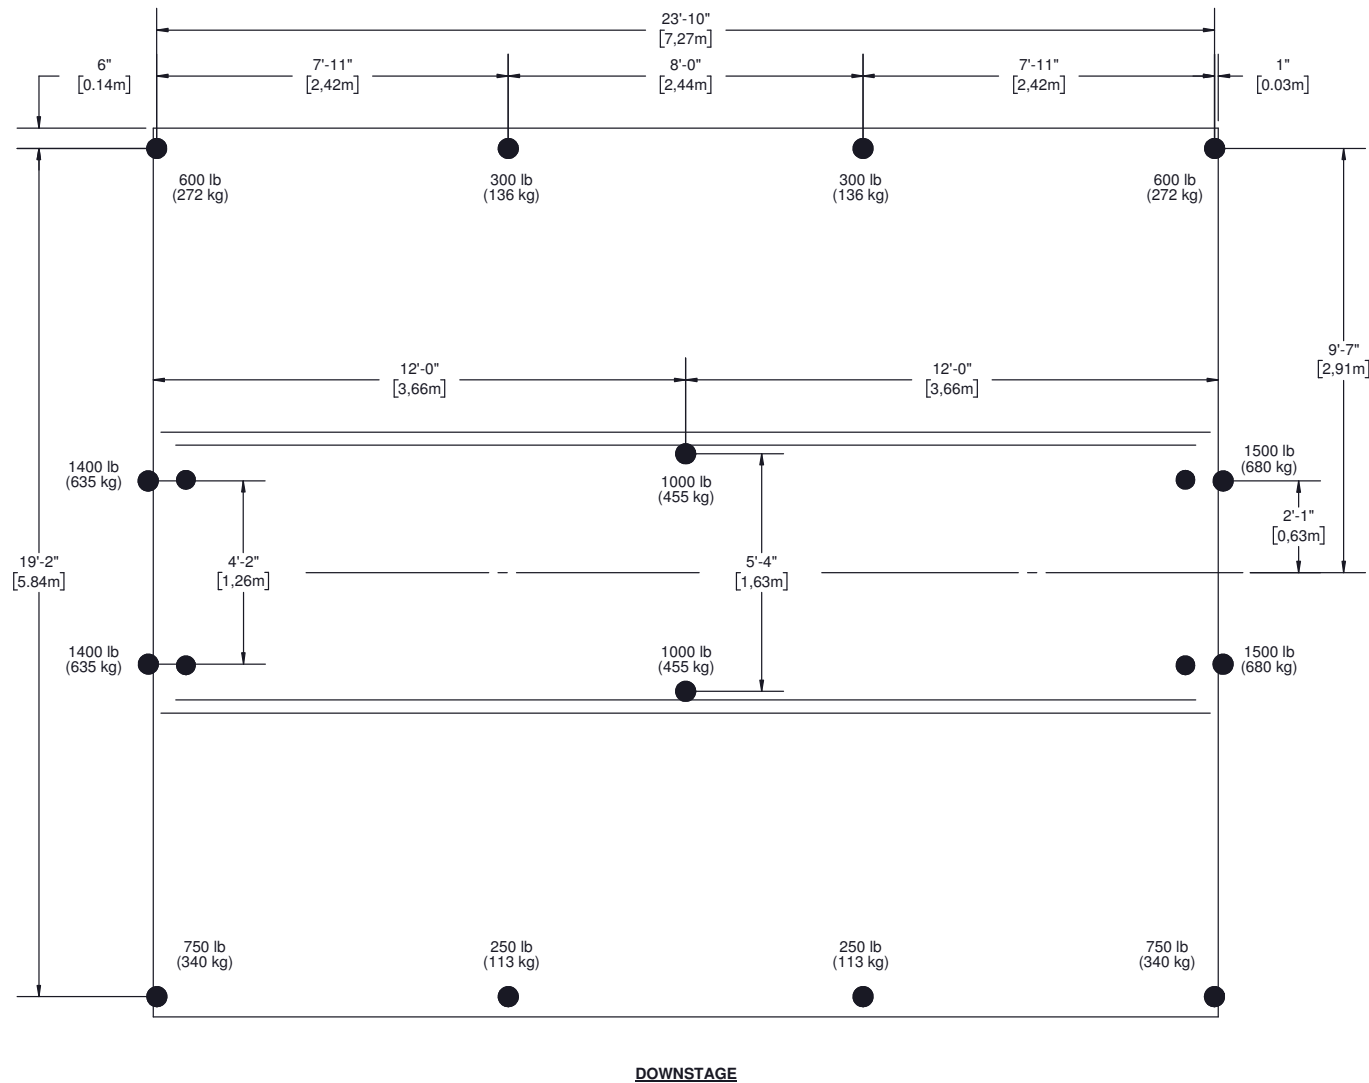 23'-10"
[7,27m]
6"
[0.14m]
7'-11"
[2,42m]
8'-0"
[2,44m]
7'-11"
[2,42m]
1"
[0.03m]
600 lb
(272 kg)
300 lb
(136 kg)
300 lb
(136 kg)
600 lb
(272 kg)
9'-7"
[2,91m]
12'-0"
[3,66m]
12'-0"
[3,66m]
1400 lb
(635 kg)
1000 lb
(455 kg)
1500 lb
(680 kg)
2'-1"
[0,63m]
19'-2"
[5.84m]
4'-2"
[1,26m]
5'-4"
[1,63m]
1400 lb
(635 kg)
1000 lb
(455 kg)
1500 lb
(680 kg)
750 lb
(340 kg)
250 lb
(113 kg)
250 lb
(113 kg)
750 lb
(340 kg)
DOWNSTAGE